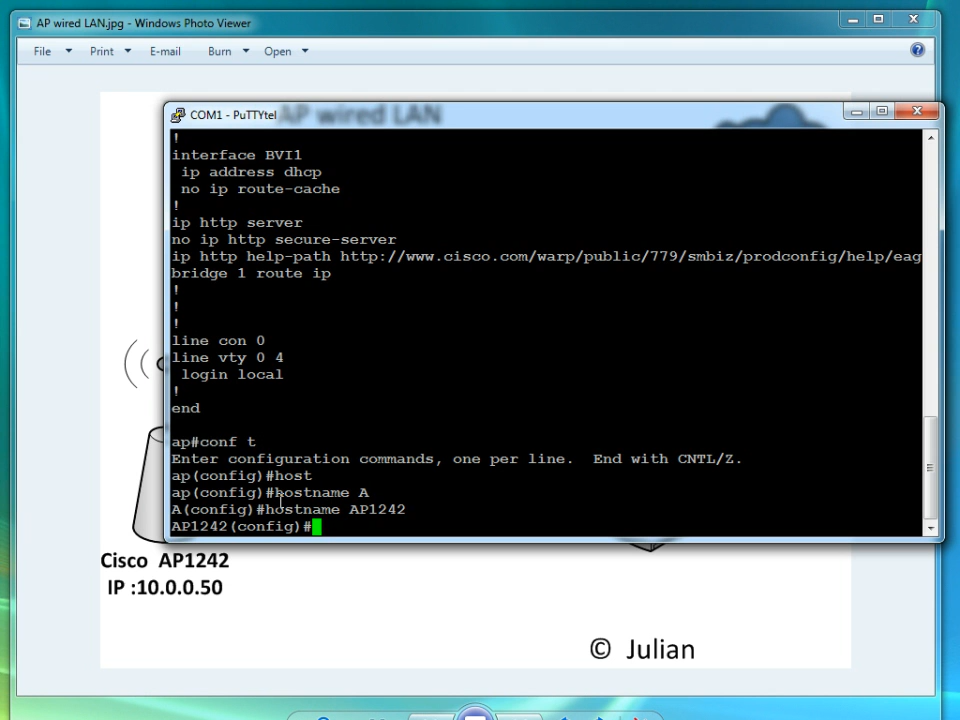 AP wired LAN.jpg - Windows Photo Viewer
File Print E-mail Burn Open
AP wired LAN
COM1 - PuTTYtel
!
interface BVI1
ip address dhcp
no ip route-cache
!
ip http server
no ip http secure-server
ip http help-path http://www.cisco.com/warp/public/779/smbiz/prodconfig/help/eag
bridge 1 route ip
!
!
!
line con 0
line vty 0 4
login local
!
end
ap#conf t
Enter configuration commands, one per line.  End with CNTL/Z.
ap(config)#host
ap(config)#hostname A
A(config)#hostname AP1242
AP1242(config)#
Cisco AP1242
IP :10.0.0.50
© Julian